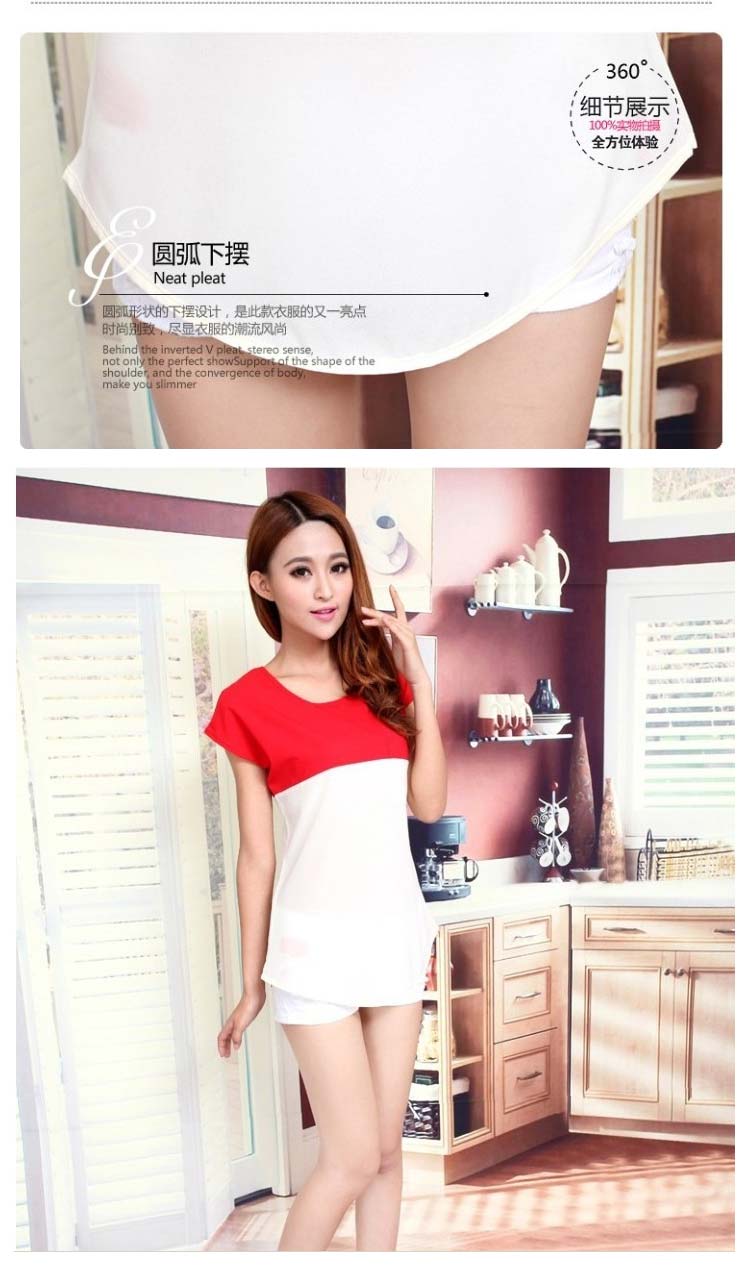 360°
细节展示
100%实物拍摄
全方位体验
圆弧下摆
Neat pleat
圆弧形状的下摆设计，是此款衣服的又一亮点
时尚别致，尽显衣服的潮流风尚
Behind the inverted V pleat, stereo sense,
not only the perfect showSupport of the shape of the
shoulder, and the convergence of body,
make you slimmer